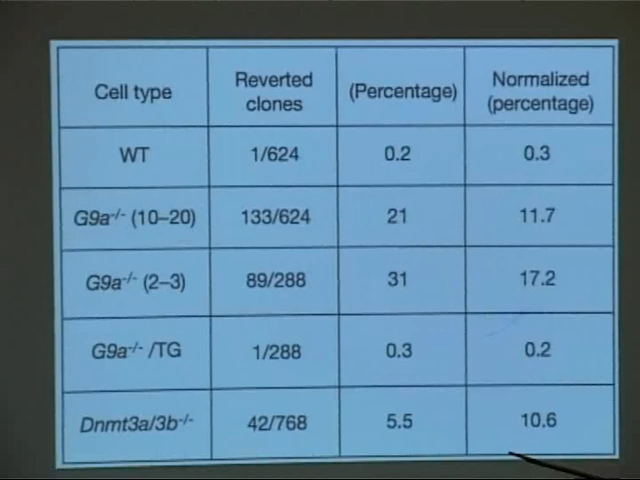 Cell type | Reverted clones | (Percentage) | Normalized (percentage)
WT | 1/624 | 0.2 | 0.3
G9a-/- (10–20) | 133/624 | 21 | 11.7
G9a-/- (2–3) | 89/288 | 31 | 17.2
G9a-/- /TG | 1/288 | 0.3 | 0.2
Dnmt3a/3b-/- | 42/768 | 5.5 | 10.6